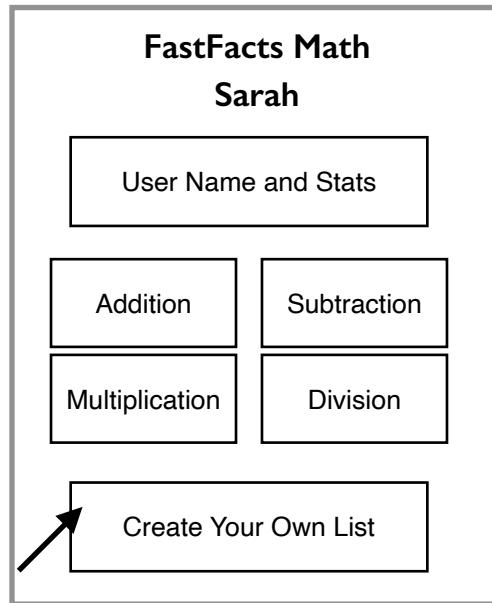 FastFacts Math
Sarah
User Name and Stats
Addition Subtraction
Multiplication Division
Create Your Own List